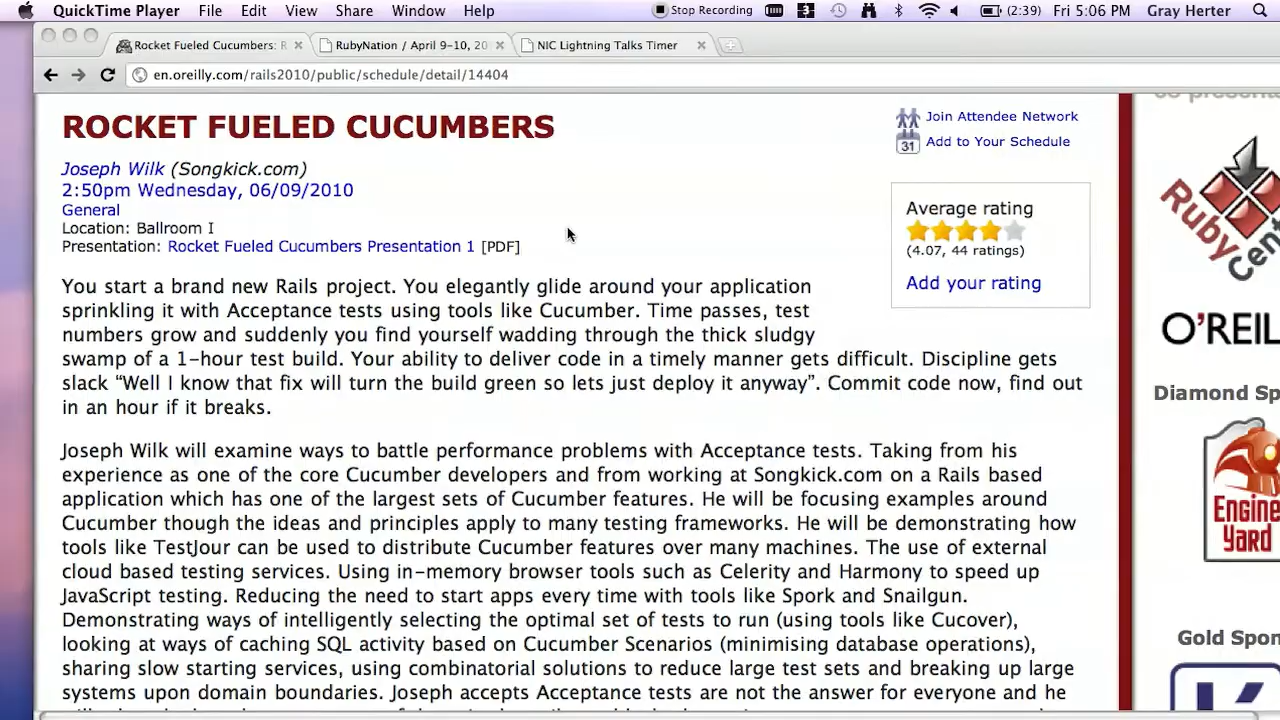 QuickTime Player File Edit View Share Window Help Stop Recording 3 (2:39) Fri 5:06 PM Gray Herter
Rocket Fueled Cucumbers: R RubyNation / April 9-10, 20 NIC Lightning Talks Timer
en.oreilly.com/rails2010/public/schedule/detail/14404
ROCKET FUELED CUCUMBERS
Joseph Wilk (Songkick.com)
2:50pm Wednesday, 06/09/2010
General
Location: Ballroom I
Presentation: Rocket Fueled Cucumbers Presentation 1 [PDF]
Join Attendee Network
31 Add to Your Schedule
Average rating
(4.07, 44 ratings)
Add your rating
You start a brand new Rails project. You elegantly glide around your application
sprinkling it with Acceptance tests using tools like Cucumber. Time passes, test
numbers grow and suddenly you find yourself wadding through the thick sludgy
swamp of a 1-hour test build. Your ability to deliver code in a timely manner gets difficult. Discipline gets
slack “Well I know that fix will turn the build green so lets just deploy it anyway”. Commit code now, find out
in an hour if it breaks.
Joseph Wilk will examine ways to battle performance problems with Acceptance tests. Taking from his
experience as one of the core Cucumber developers and from working at Songkick.com on a Rails based
application which has one of the largest sets of Cucumber features. He will be focusing examples around
Cucumber though the ideas and principles apply to many testing frameworks. He will be demonstrating how
tools like TestJour can be used to distribute Cucumber features over many machines. The use of external
cloud based testing services. Using in-memory browser tools such as Celerity and Harmony to speed up
JavaScript testing. Reducing the need to start apps every time with tools like Spork and Snailgun.
Demonstrating ways of intelligently selecting the optimal set of tests to run (using tools like Cucover),
looking at ways of caching SQL activity based on Cucumber Scenarios (minimising database operations),
sharing slow starting services, using combinatorial solutions to reduce large test sets and breaking up large
systems upon domain boundaries. Joseph accepts Acceptance tests are not the answer for everyone and he
Ruby
Cen
O'REIL
Diamond Sp
Engine
Yard
Gold Spon